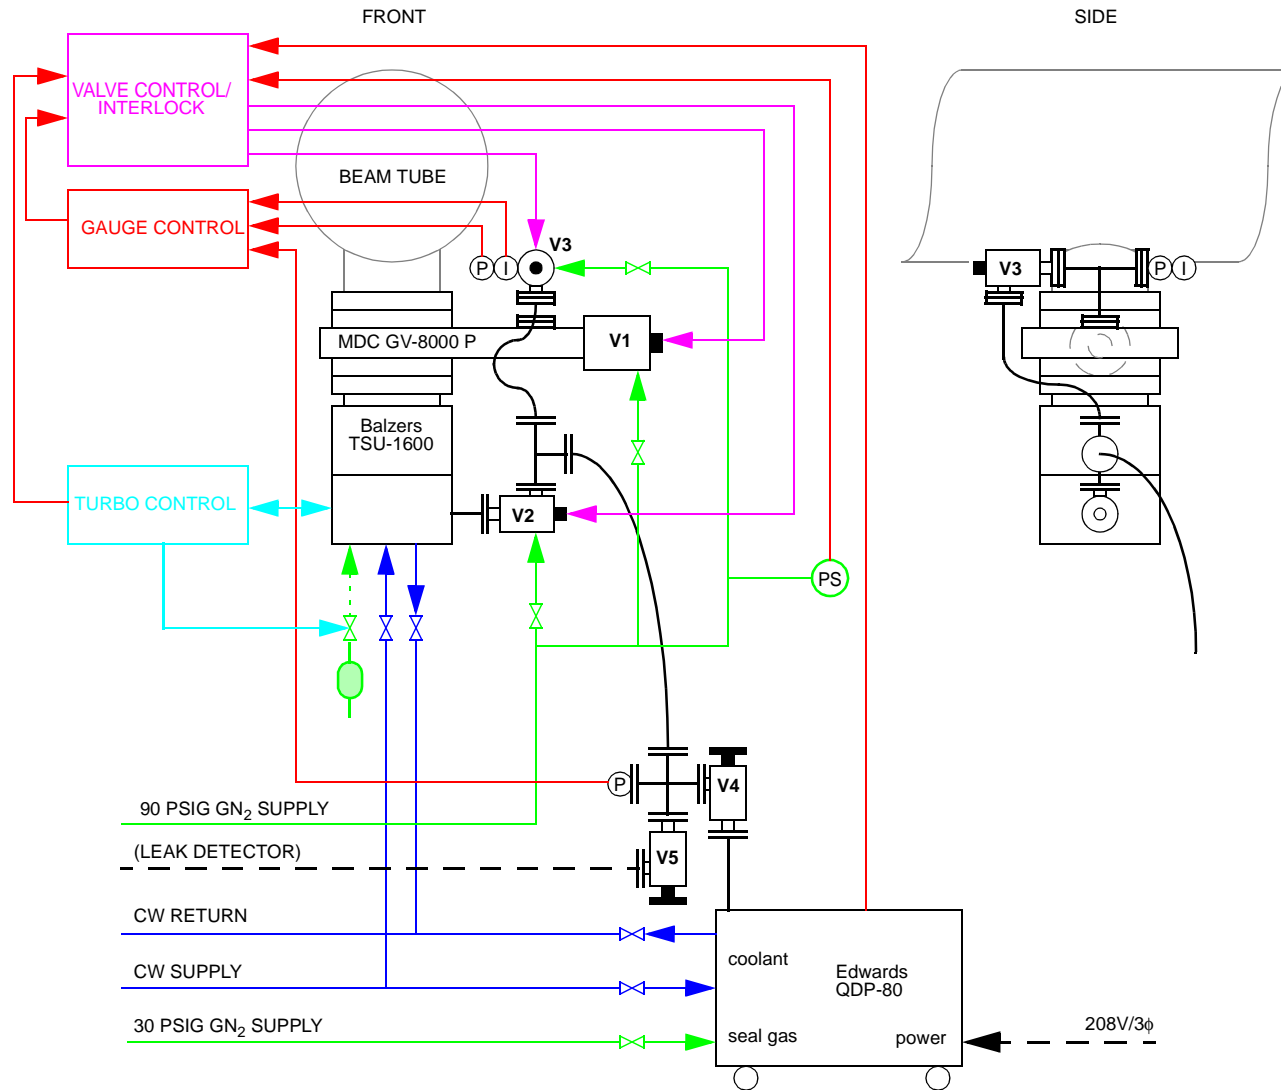 FRONT
SIDE
VALVE CONTROL/
INTERLOCK
BEAM TUBE
GAUGE CONTROL
V3
P
I
V3
P
I
MDC GV-8000 P
V1
Balzers
TSU-1600
TURBO CONTROL
V2
PS
P
V4
90 PSIG GN₂ SUPPLY
(LEAK DETECTOR)
V5
CW RETURN
coolant
CW SUPPLY
Edwards
QDP-80
30 PSIG GN₂ SUPPLY
seal gas
power
208V/3ϕ